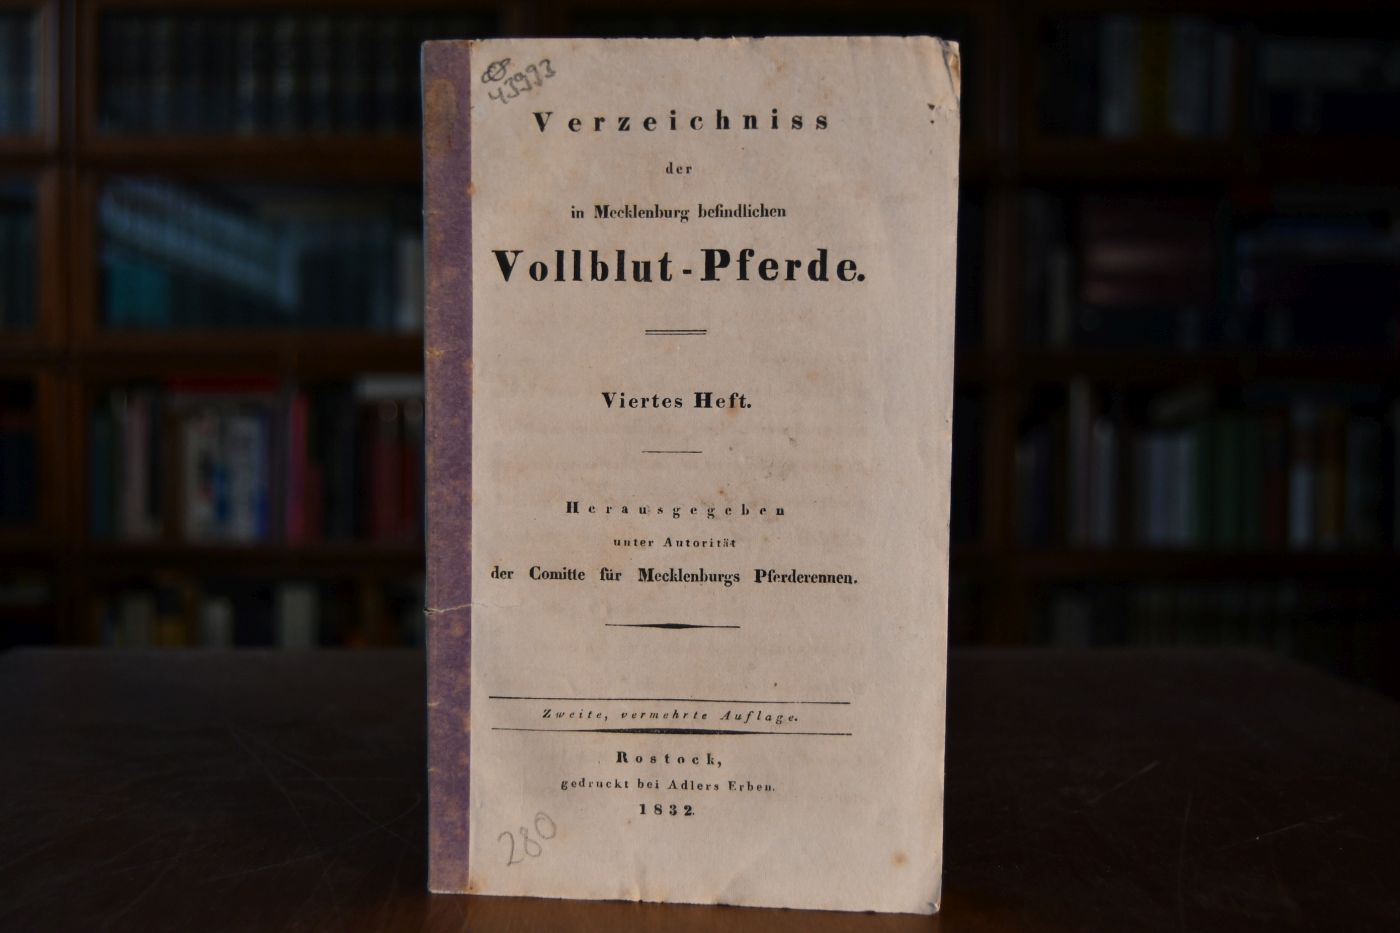 43993
Verzeichniss
der
in Mecklenburg befindlichen
Vollblut-Pferde.
Viertes Heft.
Herausgegeben
unter Autorität
der Comitte für Mecklenburgs Pferderennen.
Zweite, vermehrte Auflage.
Rostock,
gedruckt bei Adlers Erben.
1832.
280